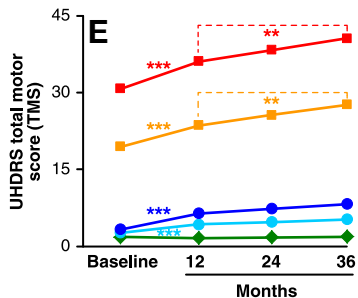 E
UHDRS total motor
score (TMS)
45
30
15
0
***
**
***
**
***
***
Baseline 12 24 36
Months